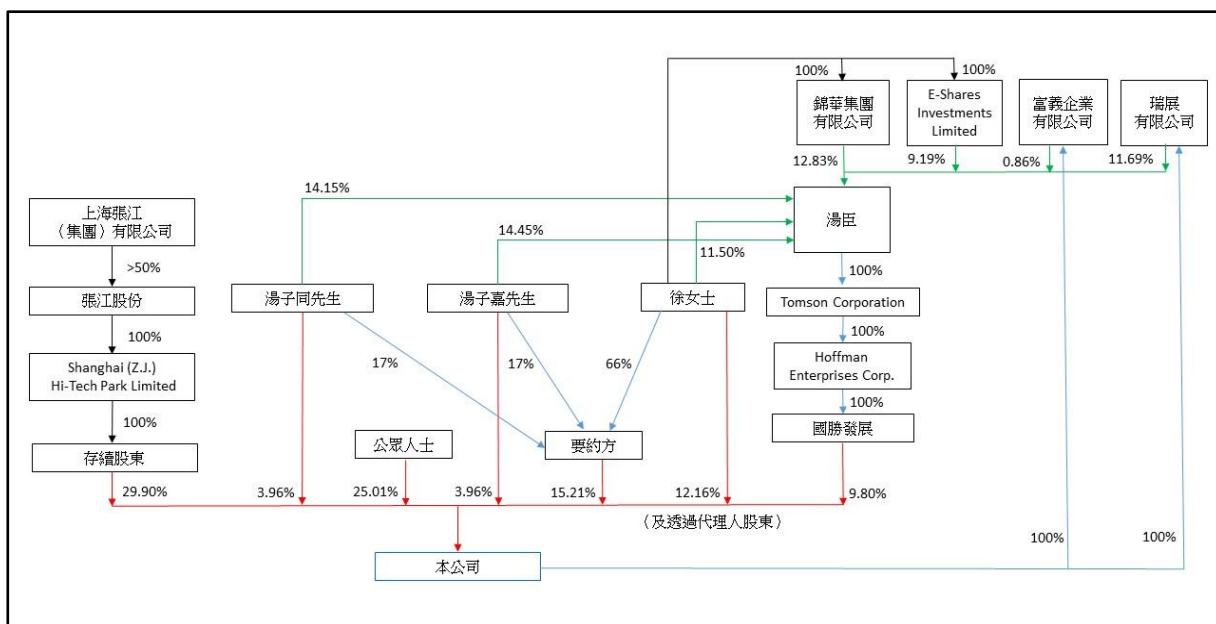 100%
100%
錦華集團
有限公司
E-Shares
Investments
Limited
富義企業
有限公司
瑞展
有限公司
12.83%
9.19%
0.86%
11.69%
14.15%
上海張江
（集團）有限公司
湯臣
14.45%
11.50%
>50%
100%
張江股份
湯子同先生
湯子嘉先生
徐女士
Tomson Corporation
100%
100%
17%
17%
66%
Shanghai (Z.J.)
Hi-Tech Park Limited
Hoffman
Enterprises Corp.
100%
100%
存續股東
公眾人士
要約方
國勝發展
29.90%
3.96%
25.01%
3.96%
15.21%
12.16%
9.80%
（及透過代理人股東）
100%
100%
本公司